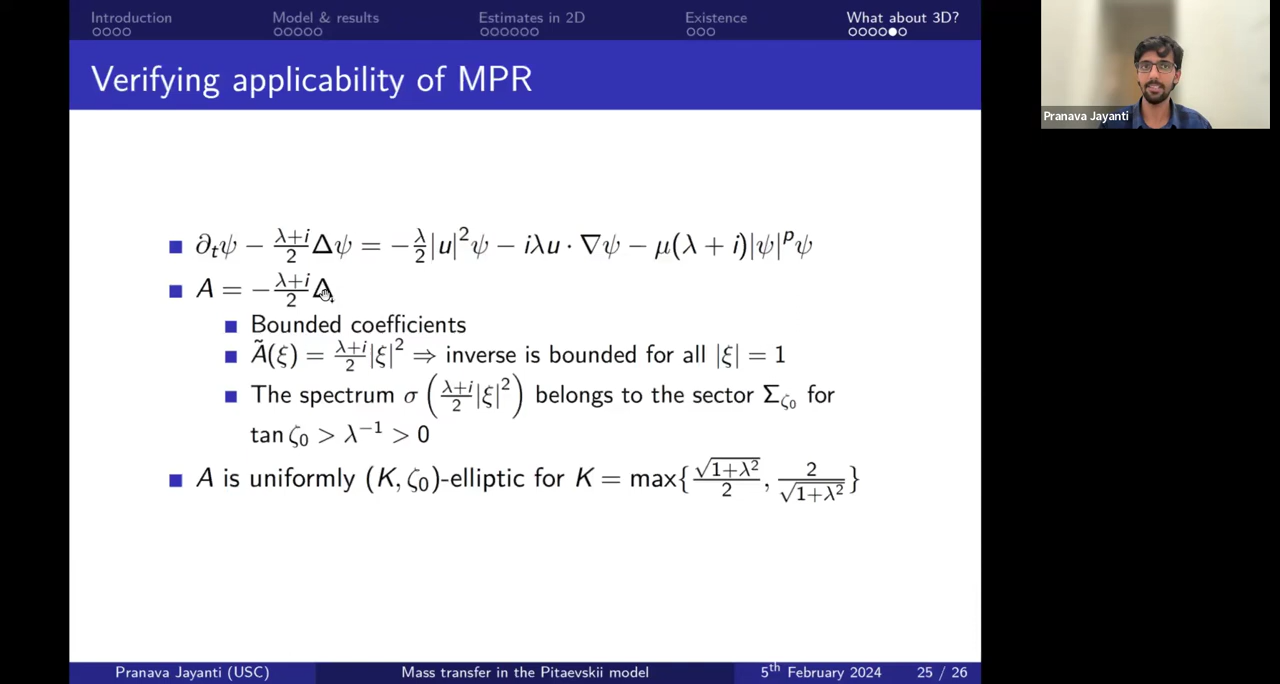 Introduction Model & results Estimates in 2D Existence What about 3D?
Verifying applicability of MPR
Pranava Jayanti
∂ₜψ − (λ+i)/2 Δψ = −λ/2 |u|²ψ − iλu · ∇ψ − μ(λ + i)|ψ|ᵖψ
A = −(λ+i)/2 Δ
Bounded coefficients
Ã(ξ) = (λ+i)/2 |ξ|² ⇒ inverse is bounded for all |ξ| = 1
The spectrum σ((λ+i)/2 |ξ|²) belongs to the sector Σ_ζ₀ for
tan ζ₀ > λ⁻¹ > 0
A is uniformly (K, ζ₀)-elliptic for K = max{√(1+λ²)/2, 2/√(1+λ²)}
Pranava Jayanti (USC) Mass transfer in the Pitaevskii model 5th February 2024 25 / 26